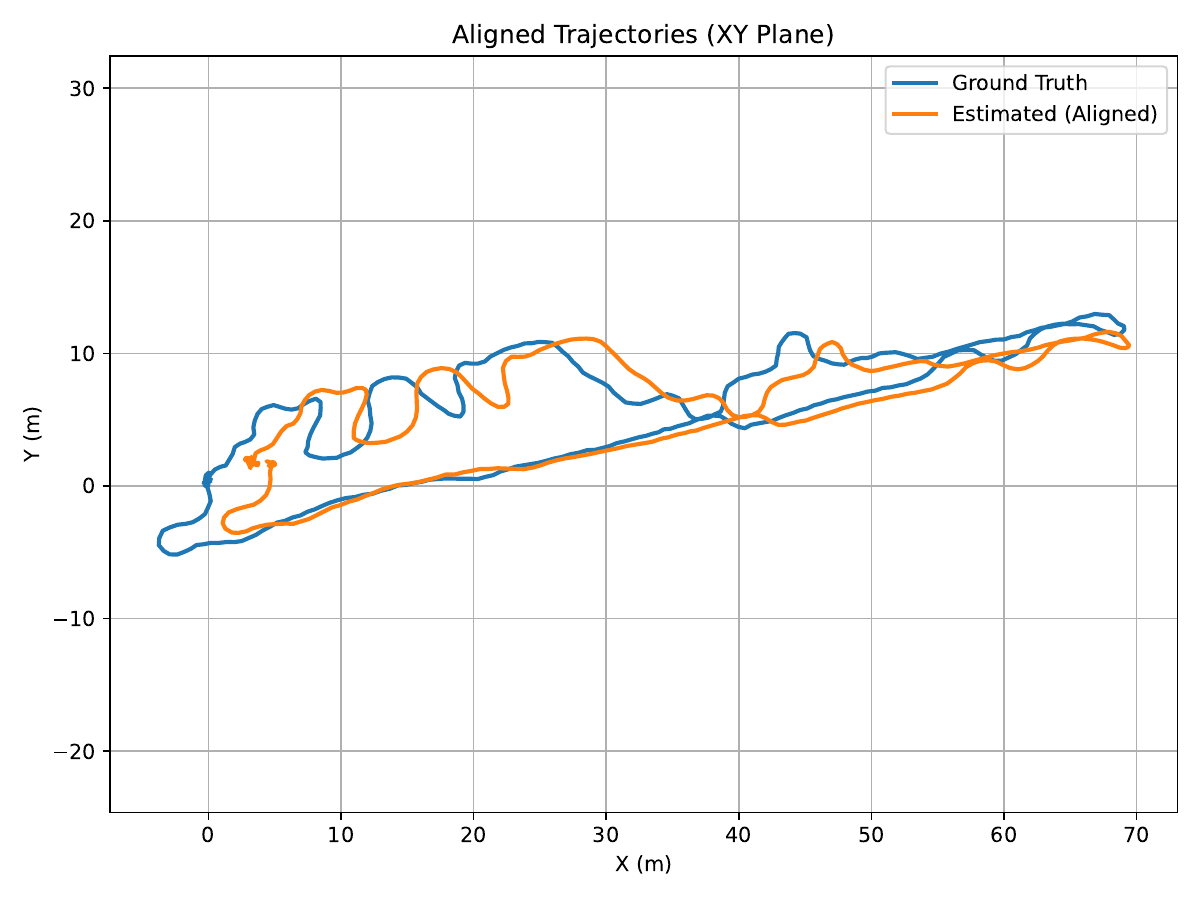 Aligned Trajectories (XY Plane)
Ground Truth
Estimated (Aligned)
30
20
10
0
−10
−20
Y (m)
0 10 20 30 40 50 60 70
X (m)